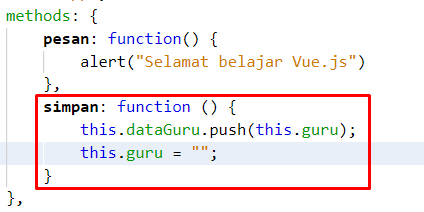 methods: {
    pesan: function() {
        alert("Selamat belajar Vue.js")
    },
    simpan: function () {
        this.dataGuru.push(this.guru);
        this.guru = "";
    }
},